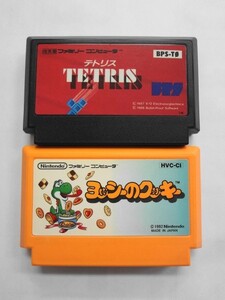 ファミリー コンピュータ
BPS-T0
テトリス
TETRIS
BPS
Nintendo
ファミリー コンピュータ
HVC-CI
ヨッシーのクッキー
Nintendo
MADE IN JAPAN